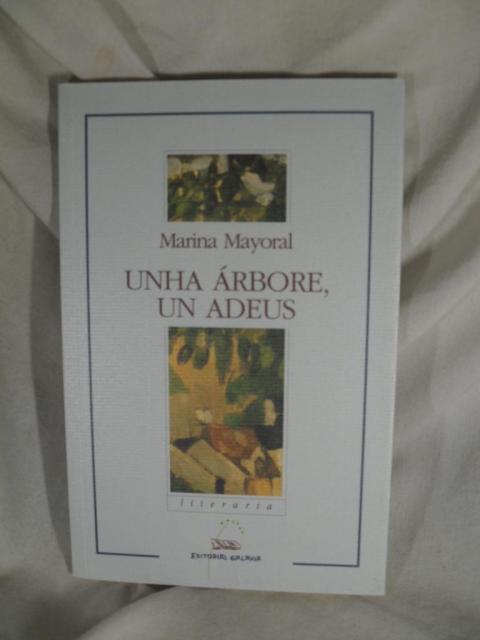 Marina Mayoral
UNHA ÁRBORE,
UN ADEUS
literaria
EDITORIAL GALAXIA